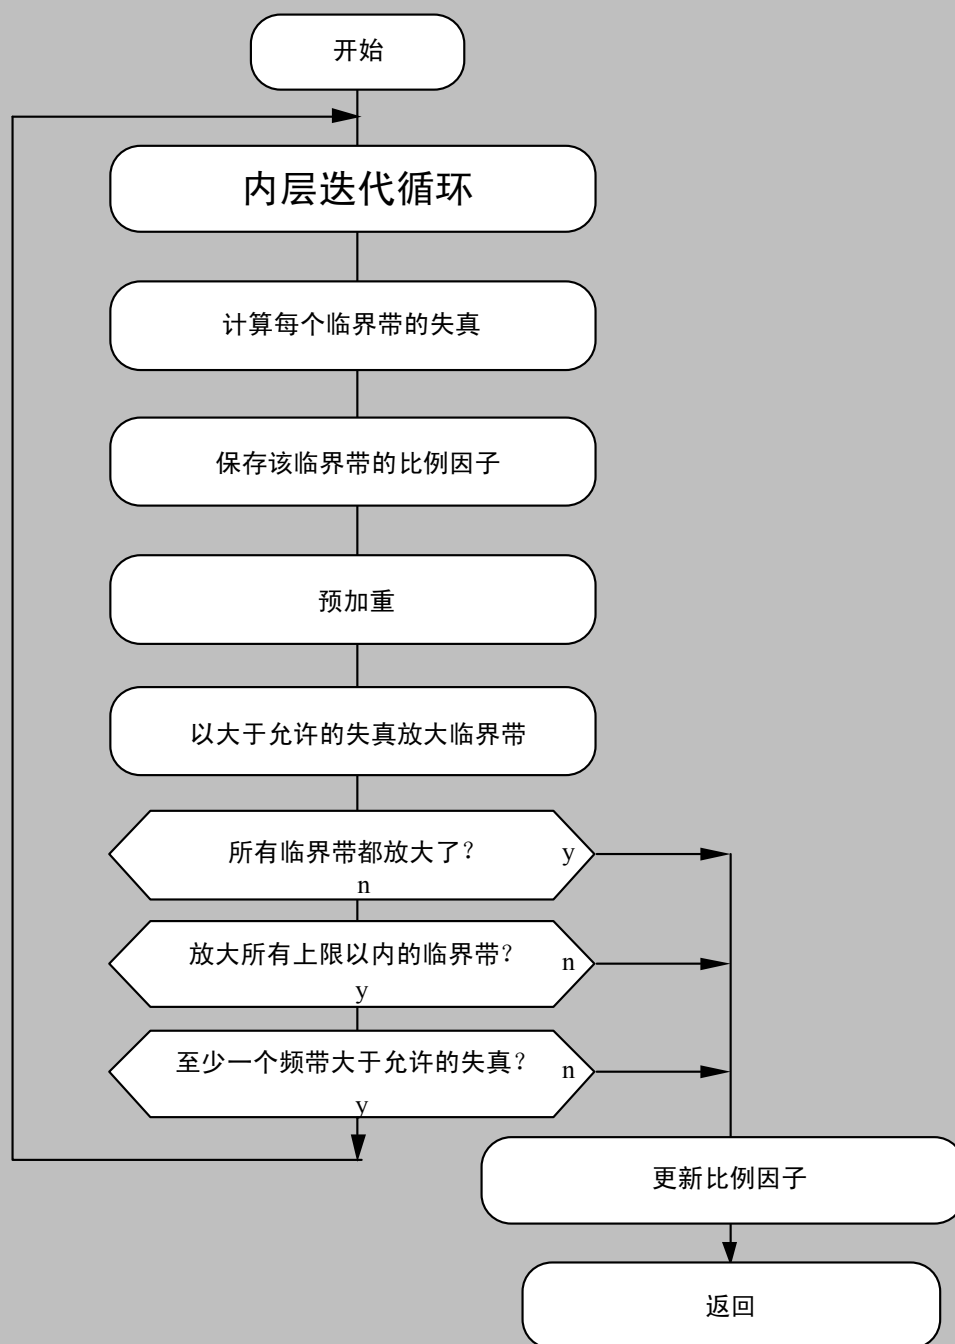 开始
内层迭代循环
计算每个临界带的失真
保存该临界带的比例因子
预加重
以大于允许的失真放大临界带
所有临界带都放大了?
y
n
放大所有上限以内的临界带?
n
y
至少一个频带大于允许的失真?
n
y
更新比例因子
返回